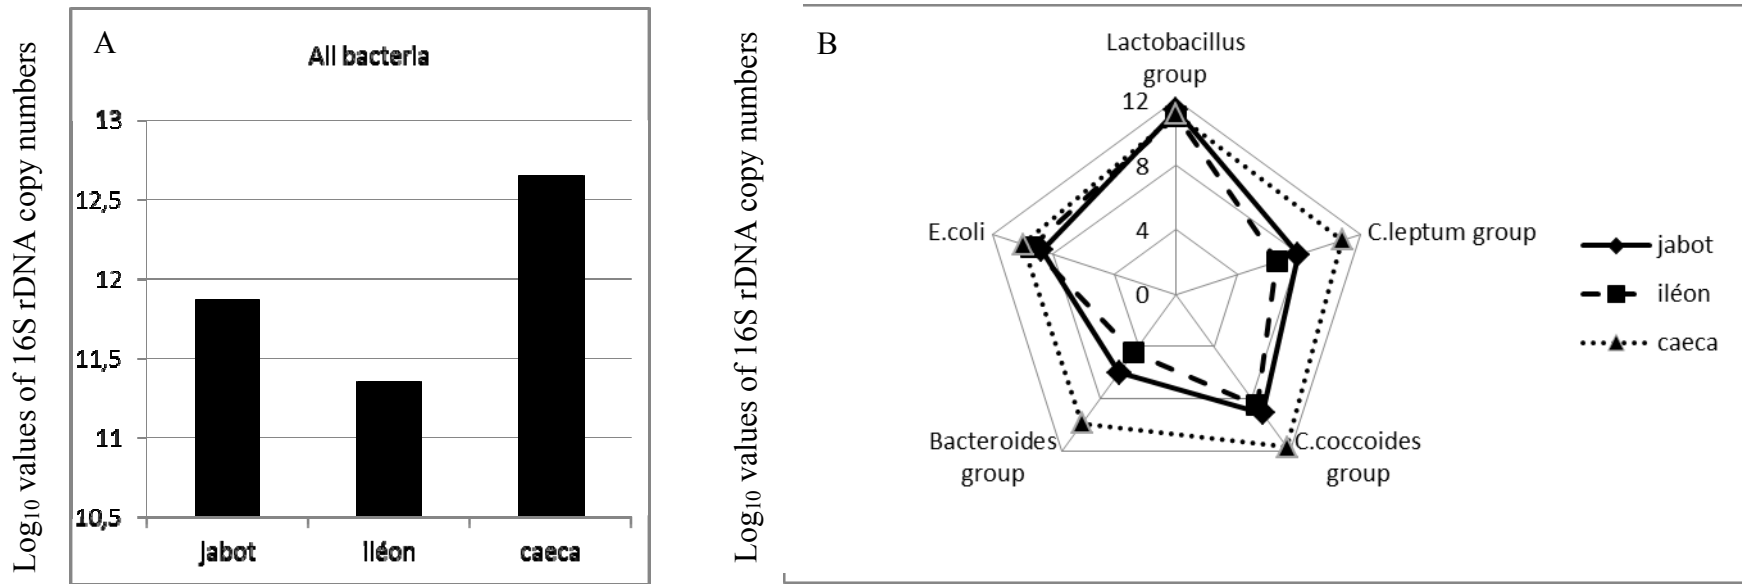 Log10 values of 16S rDNA copy numbers
A
All bacteria
13
12,5
12
11,5
11
10,5
Jabot
iléon
caeca
Log10 values of 16S rDNA copy numbers
B
Lactobacillus
group
12
8
4
0
E.coli
C.leptum group
Bacteroides
group
C.coccoides
group
jabot
iléon
caeca